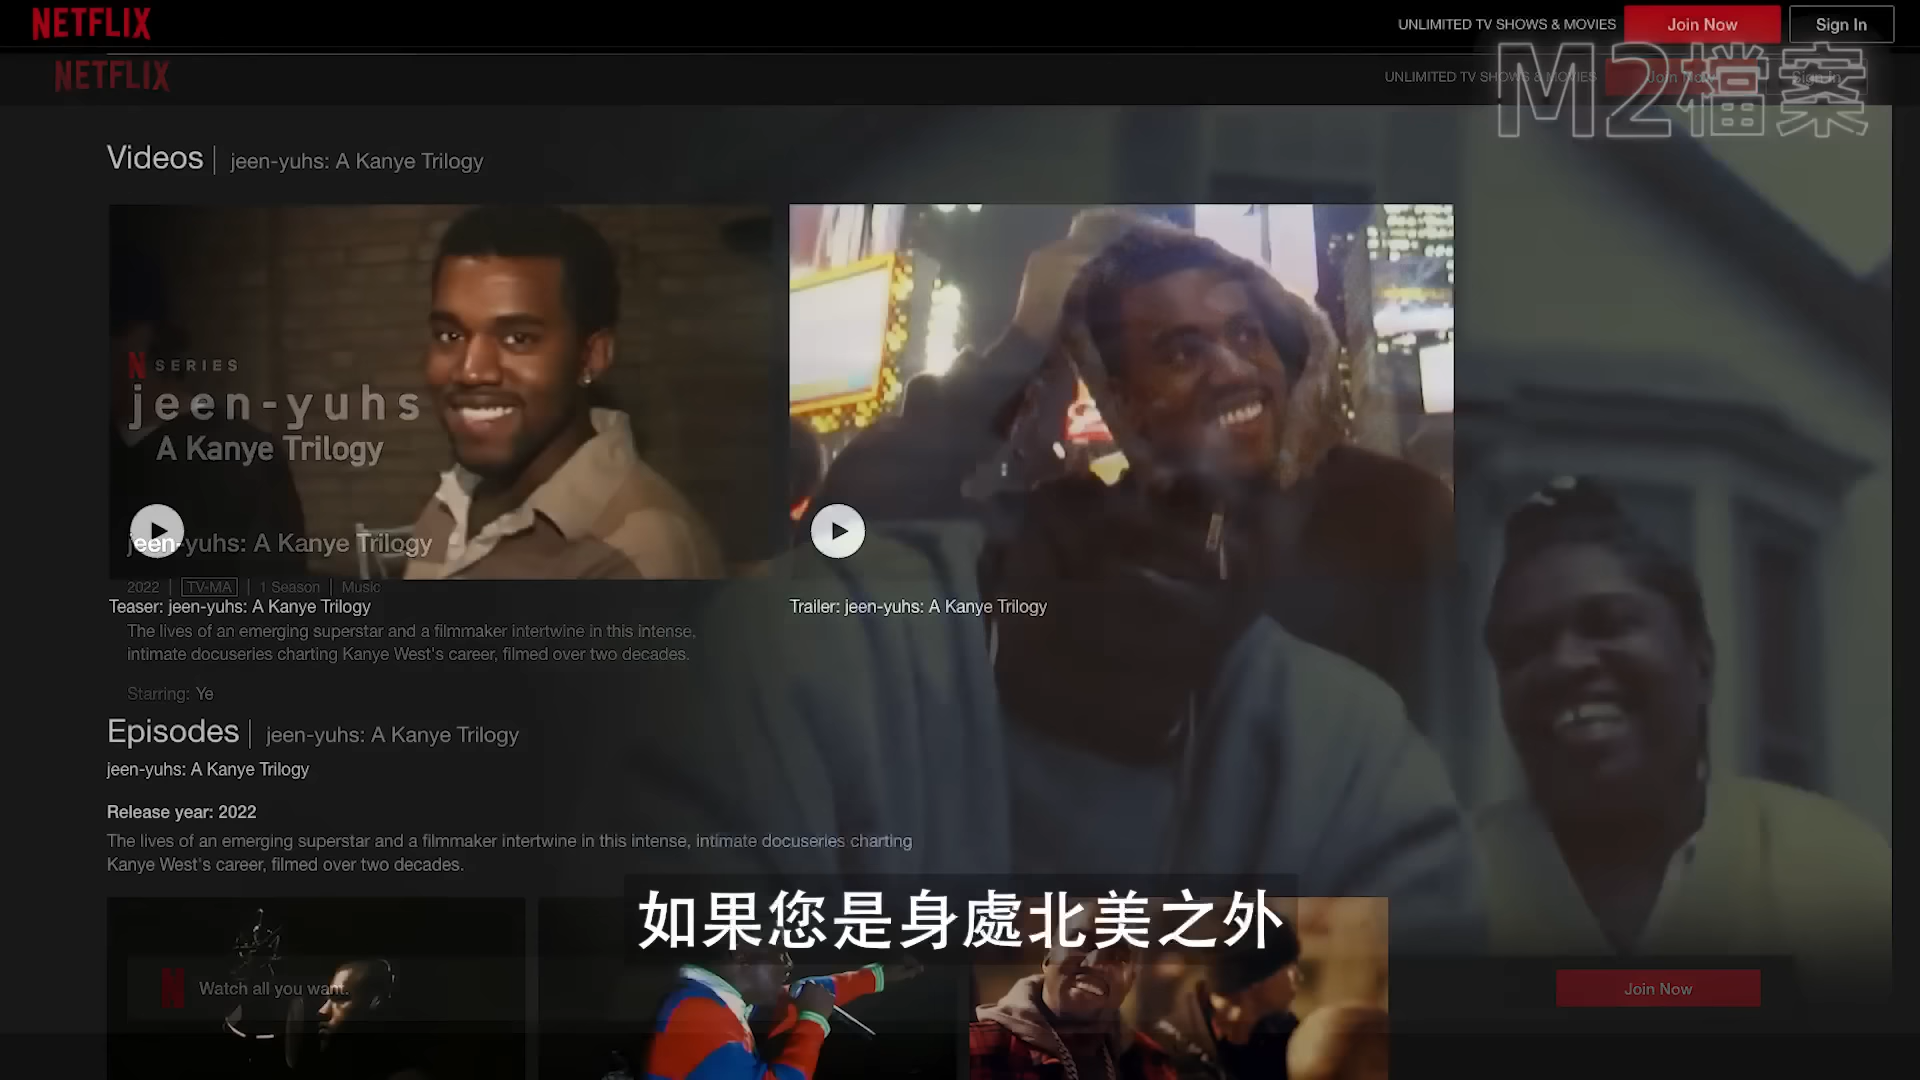 NETFLIX
UNLIMITED TV SHOWS & MOVIES
Join Now
Sign In
NETFLIX
UNLIMITED TV SHOWS & MOVIES
Join Now
Sign In
M2檔案
Videos | jeen-yuhs: A Kanye Trilogy
N SERIES
jeen-yuhs
A Kanye Trilogy
jeen-yuhs: A Kanye Trilogy
2022 | TV-MA | 1 Season | Music
Teaser: jeen-yuhs: A Kanye Trilogy
Trailer: jeen-yuhs: A Kanye Trilogy
The lives of an emerging superstar and a filmmaker intertwine in this intense,
intimate docuseries charting Kanye West's career, filmed over two decades.
Starring: Ye
Episodes | jeen-yuhs: A Kanye Trilogy
jeen-yuhs: A Kanye Trilogy
Release year: 2022
The lives of an emerging superstar and a filmmaker intertwine in this intense, intimate docuseries charting
Kanye West's career, filmed over two decades.
如果您是身處北美之外
N Watch all you want.
Join Now